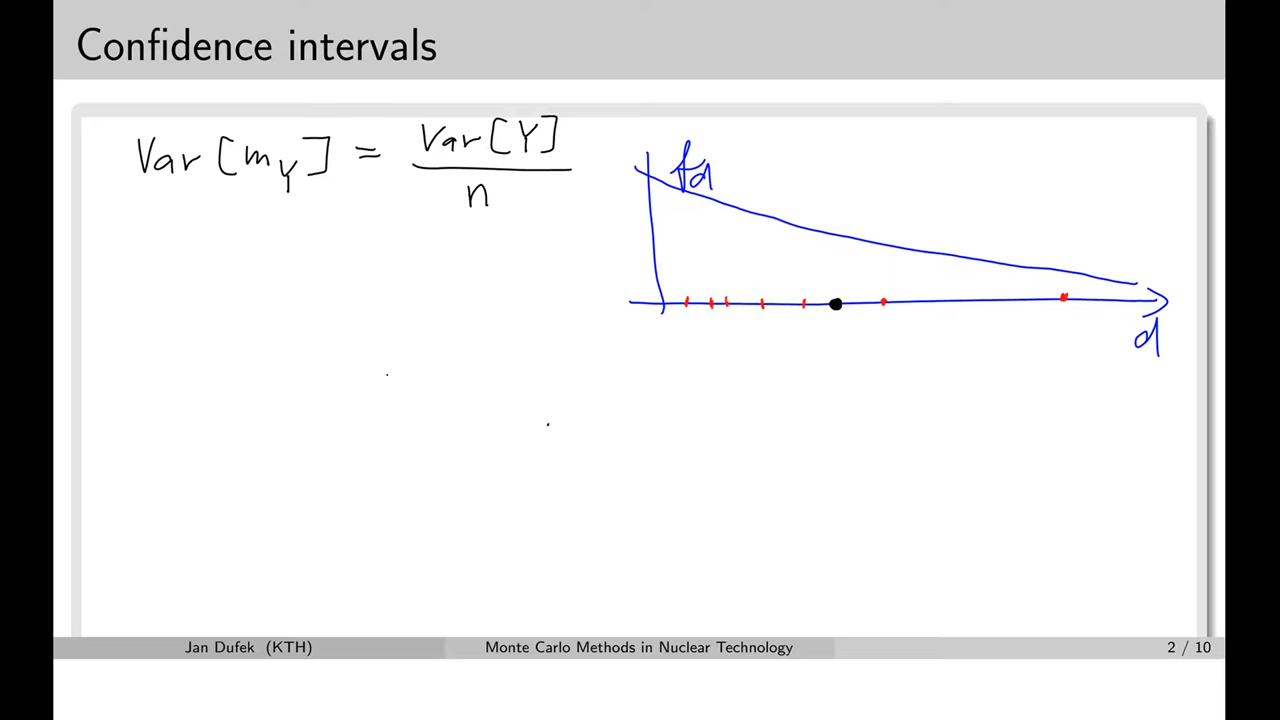 Confidence intervals
Var[m_Y] = Var[Y] / n
f_d
d
Jan Dufek (KTH)
Monte Carlo Methods in Nuclear Technology
2 / 10